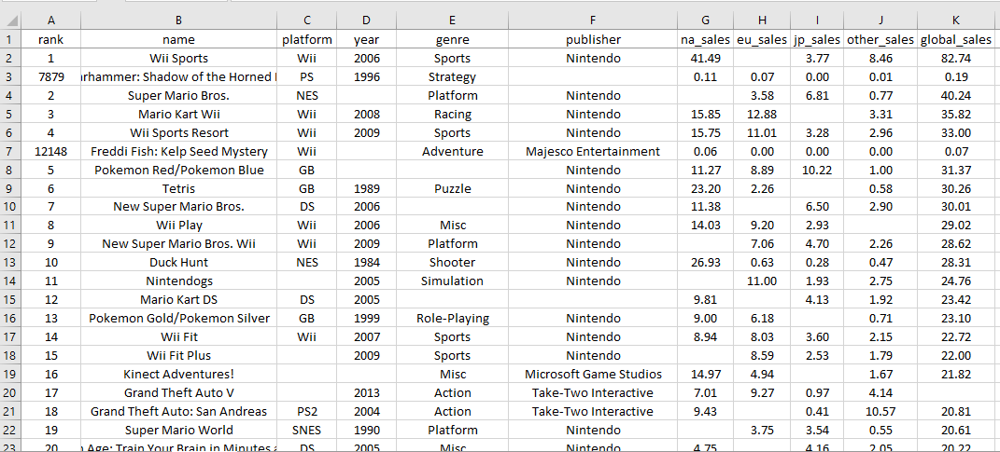 A B C D E F G H I J K
1 rank name platform year genre publisher na_sales eu_sales jp_sales other_sales global_sales
2 1 Wii Sports Wii 2006 Sports Nintendo 41.49 3.77 8.46 82.74
3 7879 rhammer: Shadow of the Horned PS 1996 Strategy 0.11 0.07 0.00 0.01 0.19
4 2 Super Mario Bros. NES Platform Nintendo 3.58 6.81 0.77 40.24
5 3 Mario Kart Wii Wii 2008 Racing Nintendo 15.85 12.88 3.31 35.82
6 4 Wii Sports Resort Wii 2009 Sports Nintendo 15.75 11.01 3.28 2.96 33.00
7 12148 Freddi Fish: Kelp Seed Mystery Wii Adventure Majesco Entertainment 0.06 0.00 0.00 0.00 0.07
8 5 Pokemon Red/Pokemon Blue GB Nintendo 11.27 8.89 10.22 1.00 31.37
9 6 Tetris GB 1989 Puzzle Nintendo 23.20 2.26 0.58 30.26
10 7 New Super Mario Bros. DS 2006 Nintendo 11.38 6.50 2.90 30.01
11 8 Wii Play Wii 2006 Misc Nintendo 14.03 9.20 2.93 29.02
12 9 New Super Mario Bros. Wii Wii 2009 Platform Nintendo 7.06 4.70 2.26 28.62
13 10 Duck Hunt NES 1984 Shooter Nintendo 26.93 0.63 0.28 0.47 28.31
14 11 Nintendogs 2005 Simulation Nintendo 11.00 1.93 2.75 24.76
15 12 Mario Kart DS DS 2005 9.81 4.13 1.92 23.42
16 13 Pokemon Gold/Pokemon Silver GB 1999 Role-Playing Nintendo 9.00 6.18 0.71 23.10
17 14 Wii Fit Wii 2007 Sports Nintendo 8.94 8.03 3.60 2.15 22.72
18 15 Wii Fit Plus 2009 Sports Nintendo 8.59 2.53 1.79 22.00
19 16 Kinect Adventures! Misc Microsoft Game Studios 14.97 4.94 1.67 21.82
20 17 Grand Theft Auto V 2013 Action Take-Two Interactive 7.01 9.27 0.97 4.14
21 18 Grand Theft Auto: San Andreas PS2 2004 Action Take-Two Interactive 9.43 0.41 10.57 20.81
22 19 Super Mario World SNES 1990 Platform Nintendo 3.75 3.54 0.55 20.61
23 20 Age: Train Your Brain in Minutes DS 2005 Misc Nintendo 4.75 4.16 2.05 20.22